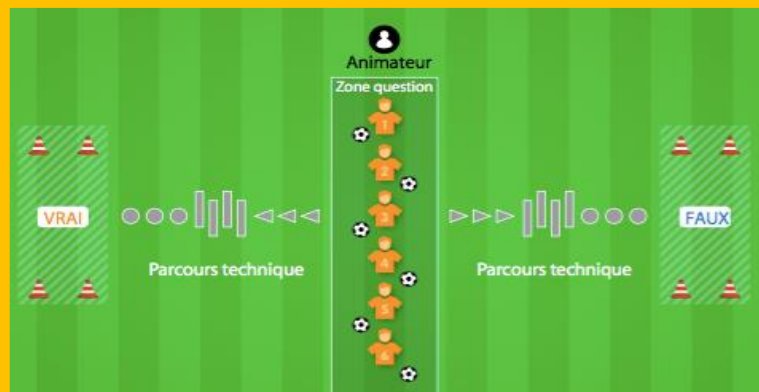 Animateur
Zone question
1
2
3
4
5
6
VRAI
FAUX
Parcours technique
Parcours technique